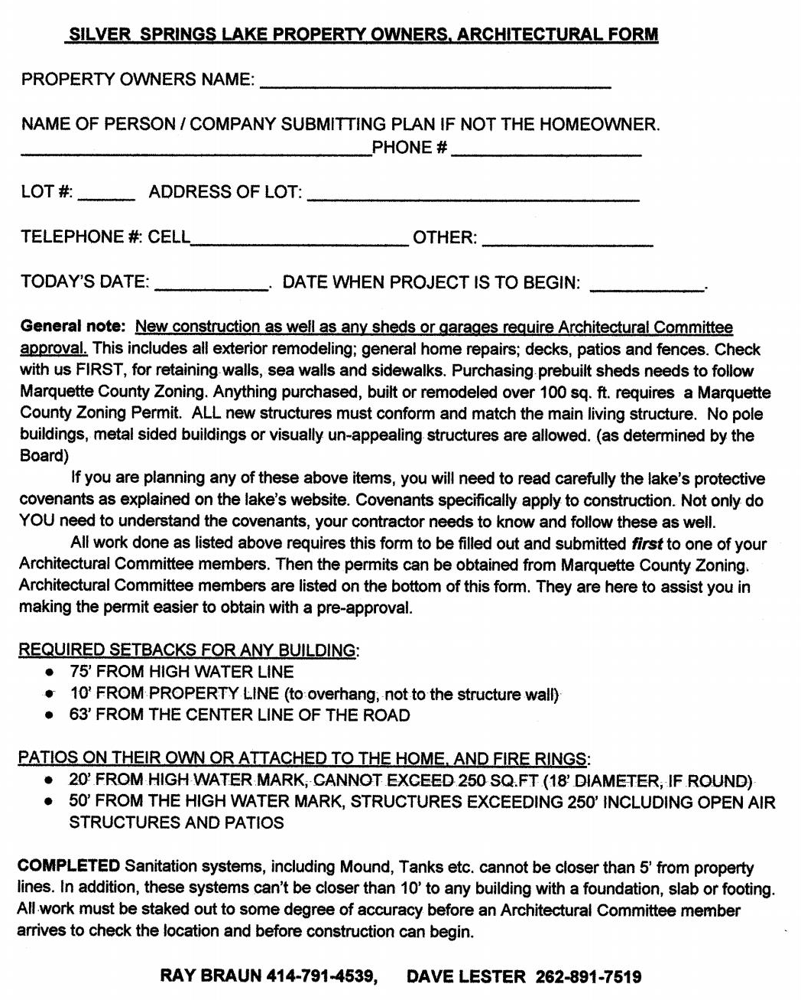 SILVER SPRINGS LAKE PROPERTY OWNERS, ARCHITECTURAL FORM
PROPERTY OWNERS NAME: ____________________
NAME OF PERSON / COMPANY SUBMITTING PLAN IF NOT THE HOMEOWNER.
____________________PHONE # ____________________
LOT #: ______ ADDRESS OF LOT: ____________________
TELEPHONE #: CELL____________________ OTHER: ____________________
TODAY'S DATE: ____________. DATE WHEN PROJECT IS TO BEGIN: ____________.
General note: New construction as well as any sheds or garages require Architectural Committee
approval. This includes all exterior remodeling; general home repairs; decks, patios and fences. Check
with us FIRST, for retaining walls, sea walls and sidewalks. Purchasing prebuilt sheds needs to follow
Marquette County Zoning. Anything purchased, built or remodeled over 100 sq. ft. requires a Marquette
County Zoning Permit. ALL new structures must conform and match the main living structure. No pole
buildings, metal sided buildings or visually un-appealing structures are allowed. (as determined by the
Board)
If you are planning any of these above items, you will need to read carefully the lake's protective
covenants as explained on the lake's website. Covenants specifically apply to construction. Not only do
YOU need to understand the covenants, your contractor needs to know and follow these as well.
All work done as listed above requires this form to be filled out and submitted first to one of your
Architectural Committee members. Then the permits can be obtained from Marquette County Zoning.
Architectural Committee members are listed on the bottom of this form. They are here to assist you in
making the permit easier to obtain with a pre-approval.
REQUIRED SETBACKS FOR ANY BUILDING:
● 75' FROM HIGH WATER LINE
● 10' FROM PROPERTY LINE (to overhang, not to the structure wall)
● 63' FROM THE CENTER LINE OF THE ROAD
PATIOS ON THEIR OWN OR ATTACHED TO THE HOME, AND FIRE RINGS:
● 20' FROM HIGH WATER MARK, CANNOT EXCEED 250 SQ.FT (18' DIAMETER, IF ROUND)
● 50' FROM THE HIGH WATER MARK, STRUCTURES EXCEEDING 250' INCLUDING OPEN AIR
STRUCTURES AND PATIOS
COMPLETED Sanitation systems, including Mound, Tanks etc. cannot be closer than 5' from property
lines. In addition, these systems can't be closer than 10' to any building with a foundation, slab or footing.
All work must be staked out to some degree of accuracy before an Architectural Committee member
arrives to check the location and before construction can begin.
RAY BRAUN 414-791-4539, DAVE LESTER 262-891-7519